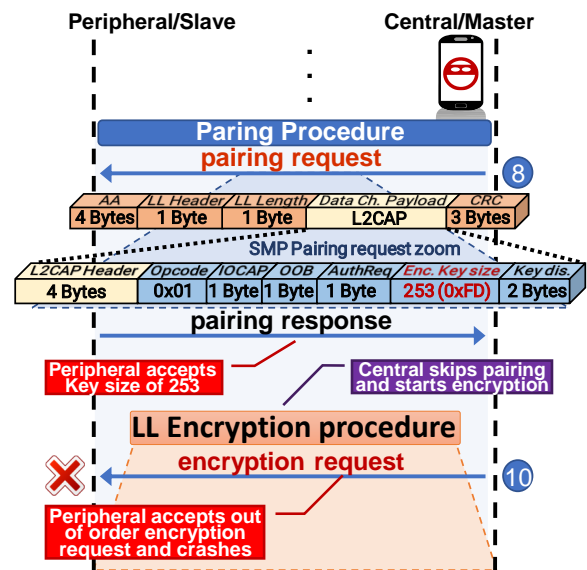 Peripheral/Slave
Central/Master
Paring Procedure
pairing request
8
AA
LL Header
LL Length
Data Ch. Payload
CRC
4 Bytes
1 Byte
1 Byte
L2CAP
3 Bytes
SMP Pairing request zoom
L2CAP Header
Opcode
IOCAP
OOB
AuthReq
Enc. Key size
Key dis.
4 Bytes
0x01
1 Byte
1 Byte
1 Byte
253 (0xFD)
2 Bytes
pairing response
Peripheral accepts
Key size of 253
Central skips pairing
and starts encryption
LL Encryption procedure
encryption request
10
Peripheral accepts out
of order encryption
request and crashes